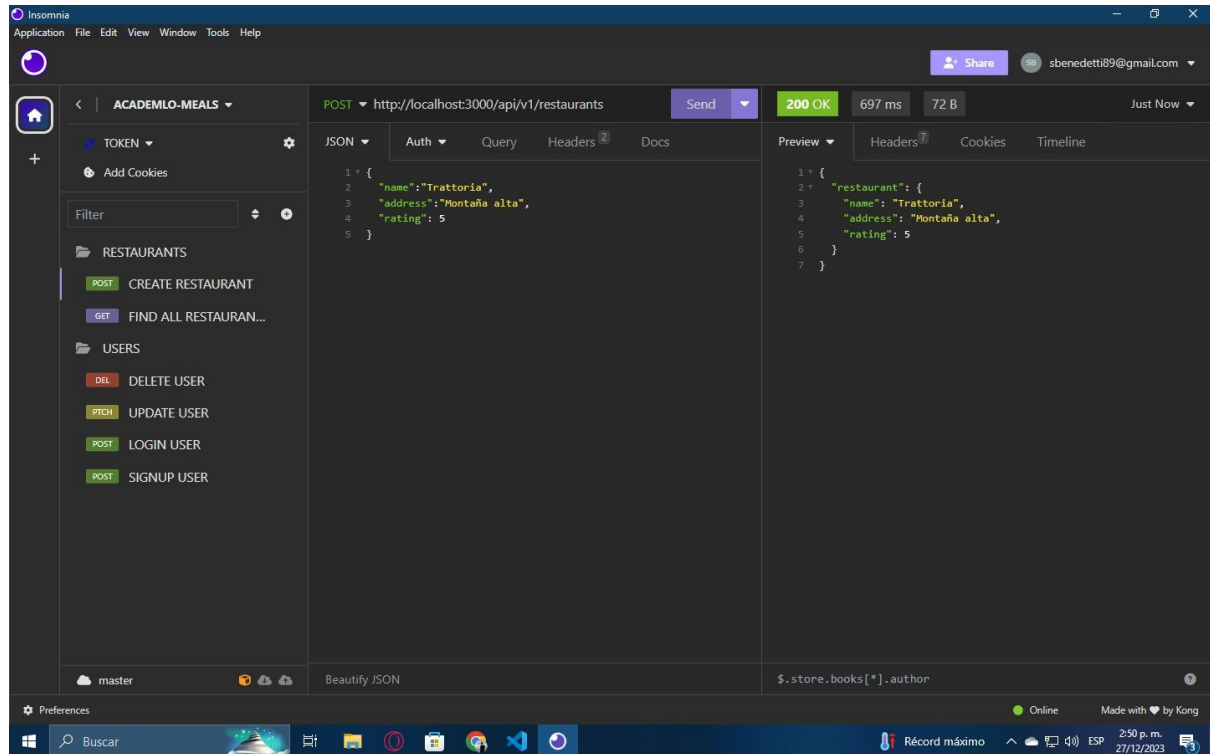 Insomnia
Application File Edit View Window Tools Help
Share
SB
sbenedetti89@gmail.com
ACADEMLO-MEALS
TOKEN
Add Cookies
Filter
RESTAURANTS
POST CREATE RESTAURANT
GET FIND ALL RESTAURAN...
USERS
DEL DELETE USER
PTCH UPDATE USER
POST LOGIN USER
POST SIGNUP USER
master
POST http://localhost:3000/api/v1/restaurants Send
JSON Auth Query Headers 2 Docs
1 {
2 "name":"Trattoria",
3 "address":"Montaña alta",
4 "rating": 5
5 }
Beautify JSON
200 OK 697 ms 72 B Just Now
Preview Headers 7 Cookies Timeline
1 {
2 "restaurant": {
3 "name": "Trattoria",
4 "address": "Montaña alta",
5 "rating": 5
6 }
7 }
$.store.books[*].author
Preferences
Online Made with ♥ by Kong
Buscar
Récord máximo ESP 2:50 p. m.
27/12/2023
3